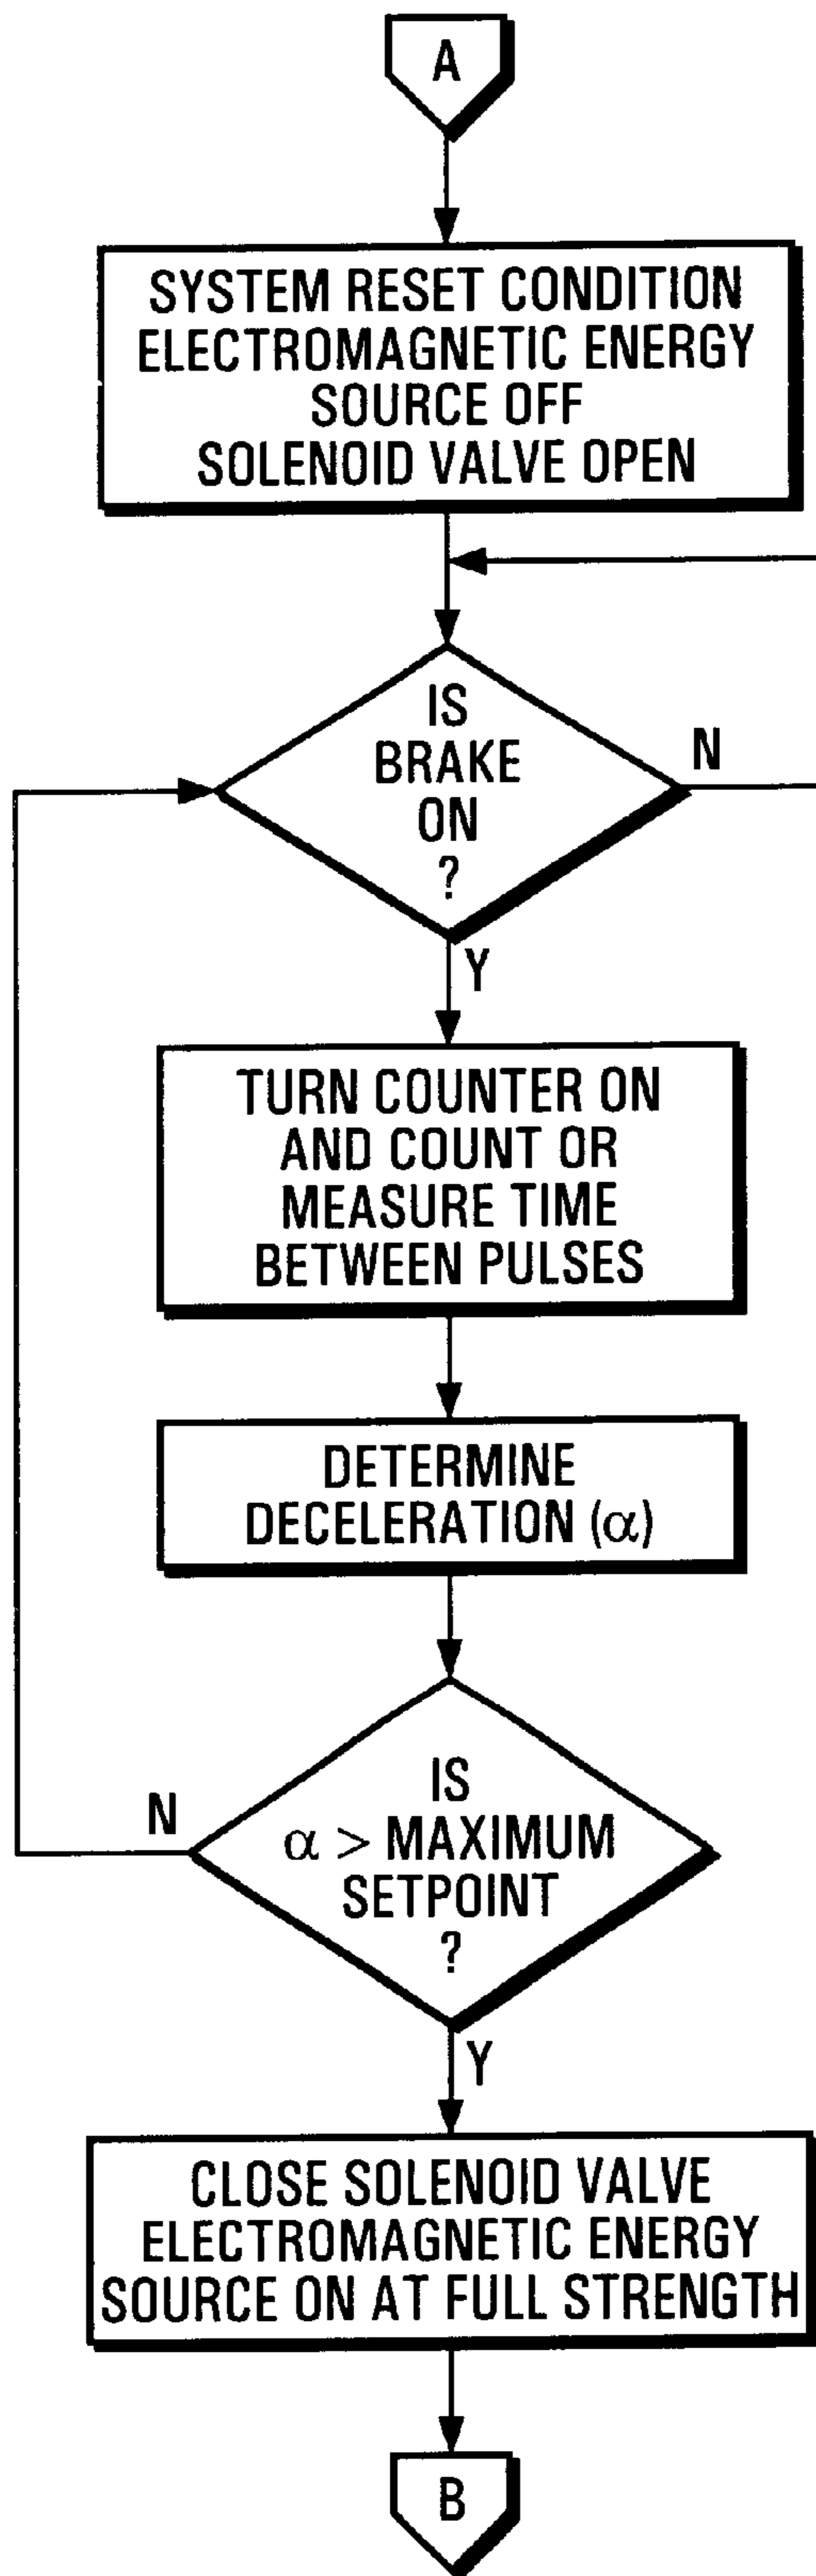 A
SYSTEM RESET CONDITION
ELECTROMAGNETIC ENERGY
SOURCE OFF
SOLENOID VALVE OPEN
IS
BRAKE
ON
?
N
Y
TURN COUNTER ON
AND COUNT OR
MEASURE TIME
BETWEEN PULSES
DETERMINE
DECELERATION (α)
IS
α > MAXIMUM
SETPOINT
?
N
Y
CLOSE SOLENOID VALVE
ELECTROMAGNETIC ENERGY
SOURCE ON AT FULL STRENGTH
B